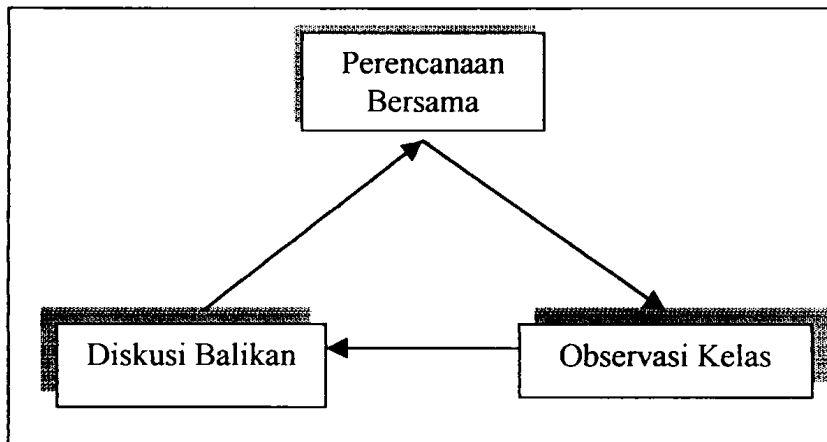 Perencanaan
Bersama
Diskusi Balikan
Observasi Kelas